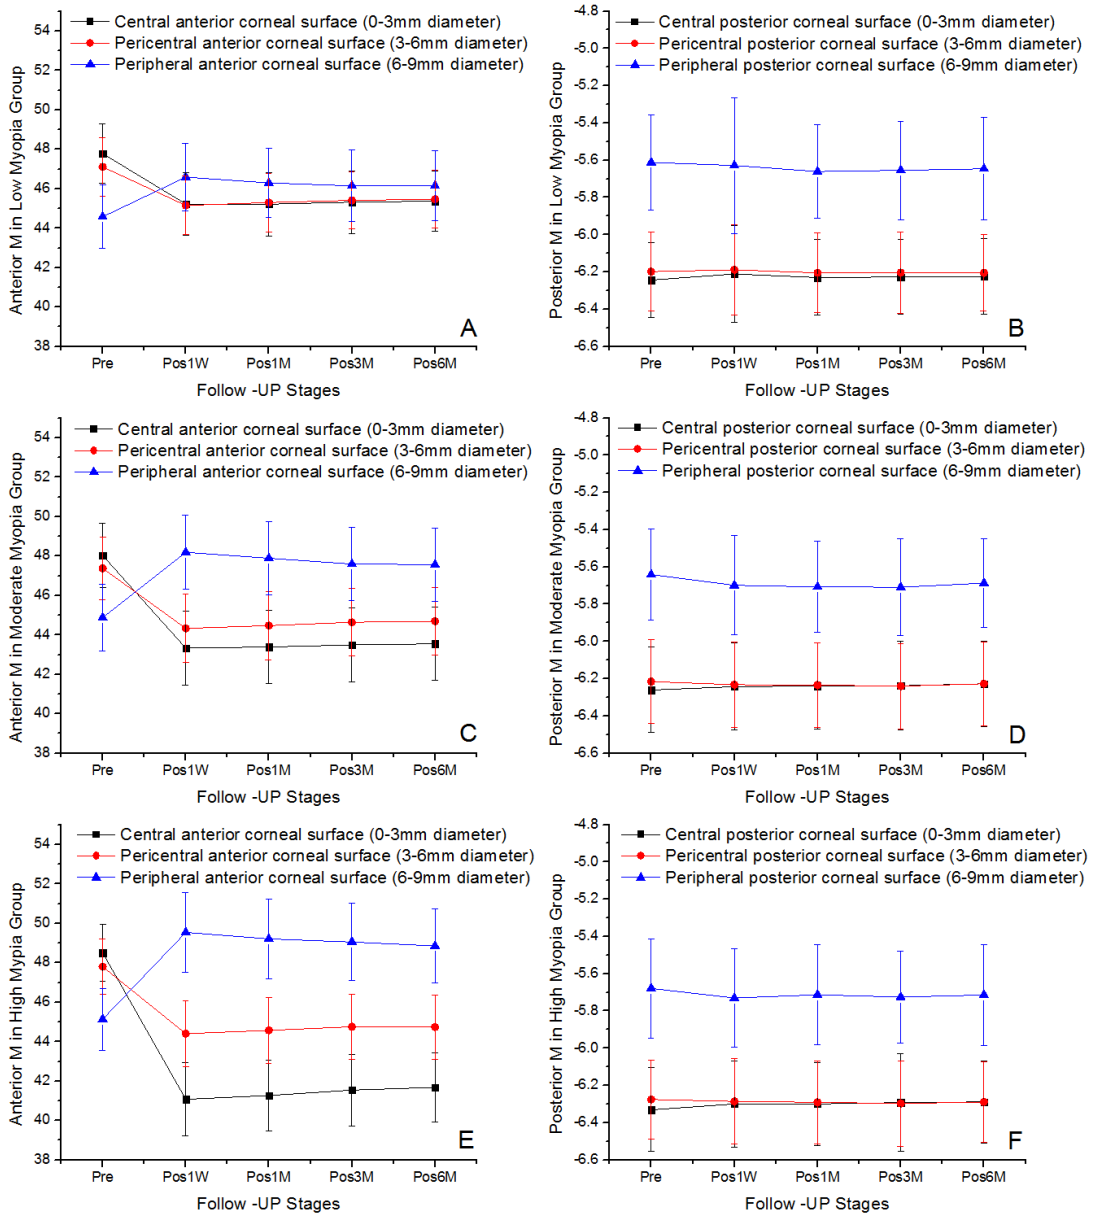 Central anterior corneal surface (0-3mm diameter)
Pericentral anterior corneal surface (3-6mm diameter)
Peripheral anterior corneal surface (6-9mm diameter)
Anterior M in Low Myopia Group
54
52
50
48
46
44
42
40
38
A
Pre Pos1W Pos1M Pos3M Pos6M
Follow -UP Stages
Central posterior corneal surface (0-3mm diameter)
Pericentral posterior corneal surface (3-6mm diameter)
Peripheral posterior corneal surface (6-9mm diameter)
Posterior M in Low Myopia Group
-4.8
-5.0
-5.2
-5.4
-5.6
-5.8
-6.0
-6.2
-6.4
-6.6
B
Pre Pos1W Pos1M Pos3M Pos6M
Follow -UP Stages
Central anterior corneal surface (0-3mm diameter)
Pericentral anterior corneal surface (3-6mm diameter)
Peripheral anterior corneal surface (6-9mm diameter)
Anterior M in Moderate Myopia Group
54
52
50
48
46
44
42
40
38
C
Pre Pos1W Pos1M Pos3M Pos6M
Follow -UP Stages
Central posterior corneal surface (0-3mm diameter)
Pericentral posterior corneal surface (3-6mm diameter)
Peripheral posterior corneal surface (6-9mm diameter)
Posterior M in Moderate Myopia Group
-4.8
-5.0
-5.2
-5.4
-5.6
-5.8
-6.0
-6.2
-6.4
-6.6
D
Pre Pos1W Pos1M Pos3M Pos6M
Follow -UP Stages
Central anterior corneal surface (0-3mm diameter)
Pericentral anterior corneal surface (3-6mm diameter)
Peripheral anterior corneal surface (6-9mm diameter)
Anterior M in High Mypia Group
54
52
50
48
46
44
42
40
38
E
Pre Pos1W Pos1M Pos3M Pos6M
Follow -UP Stages
Central posterior corneal surface (0-3mm diameter)
Pericentral posterior corneal surface (3-6mm diameter)
Peripheral posterior corneal surface (6-9mm diameter)
Posterior M in High Myopia Group
-4.8
-5.0
-5.2
-5.4
-5.6
-5.8
-6.0
-6.2
-6.4
-6.6
F
Pre Pos1W Pos1M Pos3M Pos6M
Follow -UP Stages